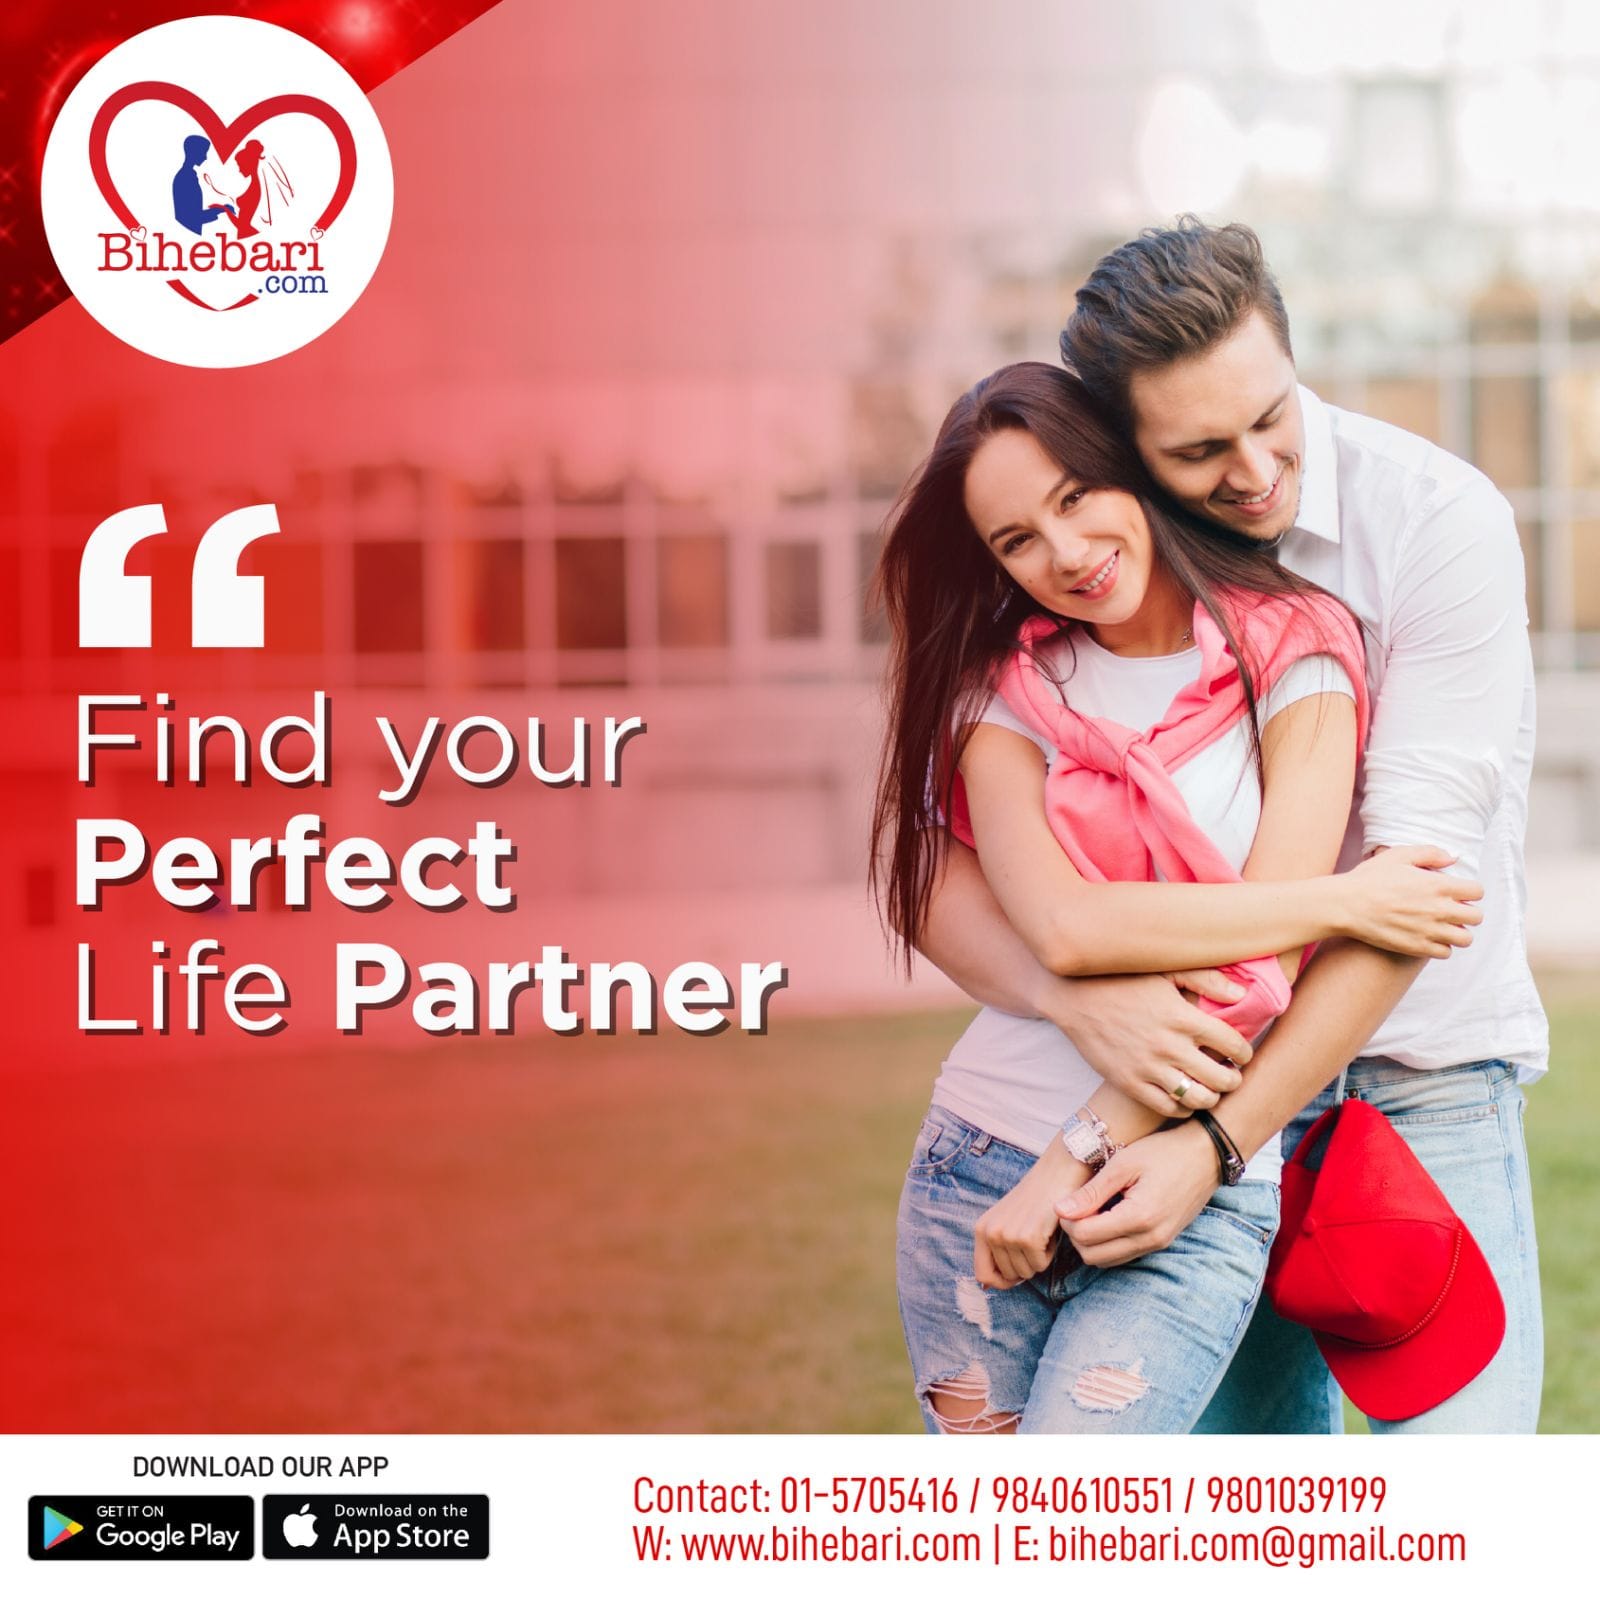 Bihebari
.com
“
Find your
Perfect
Life Partner
DOWNLOAD OUR APP
GET IT ON
Google Play
Download on the
App Store
Contact: 01-5705416 / 9840610551 / 9801039199
W: www.bihebari.com | E: bihebari.com@gmail.com